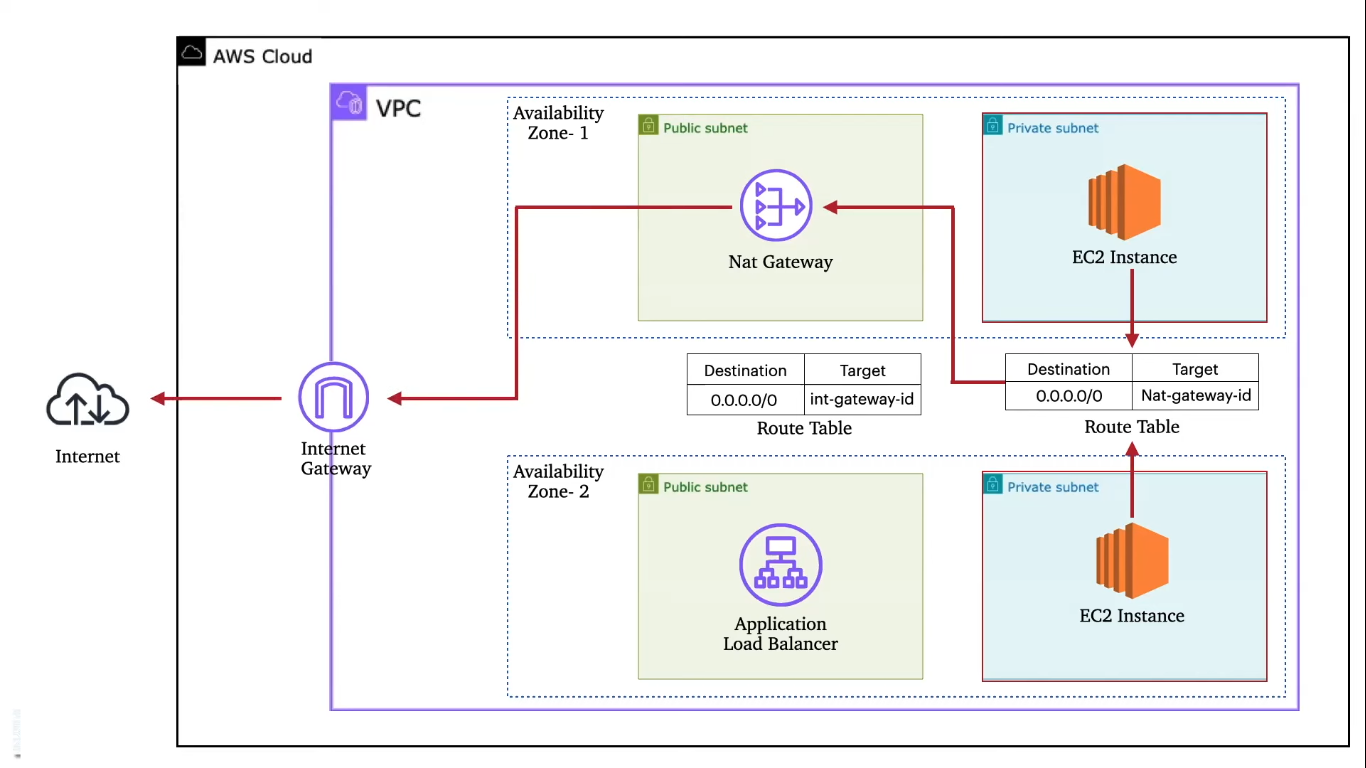 AWS Cloud
VPC
Availability
Zone- 1
Public subnet
Nat Gateway
Private subnet
EC2 Instance
Destination Target
0.0.0.0/0 int-gateway-id
Route Table
Destination Target
0.0.0.0/0 Nat-gateway-id
Route Table
Internet
Internet
Gateway
Availability
Zone- 2
Public subnet
Application
Load Balancer
Private subnet
EC2 Instance